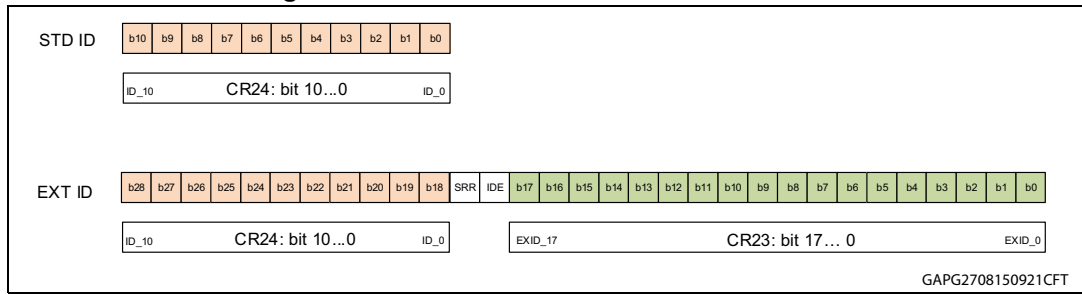 STD ID b10 b9 b8 b7 b6 b5 b4 b3 b2 b1 b0
ID_10 CR24: bit 10...0 ID_0
EXT ID b28 b27 b26 b25 b24 b23 b22 b21 b20 b19 b18 SRR IDE b17 b16 b15 b14 b13 b12 b11 b10 b9 b8 b7 b6 b5 b4 b3 b2 b1 b0
ID_10 CR24: bit 10...0 ID_0 EXID_17 CR23: bit 17... 0 EXID_0
GAPG2708150921CFT